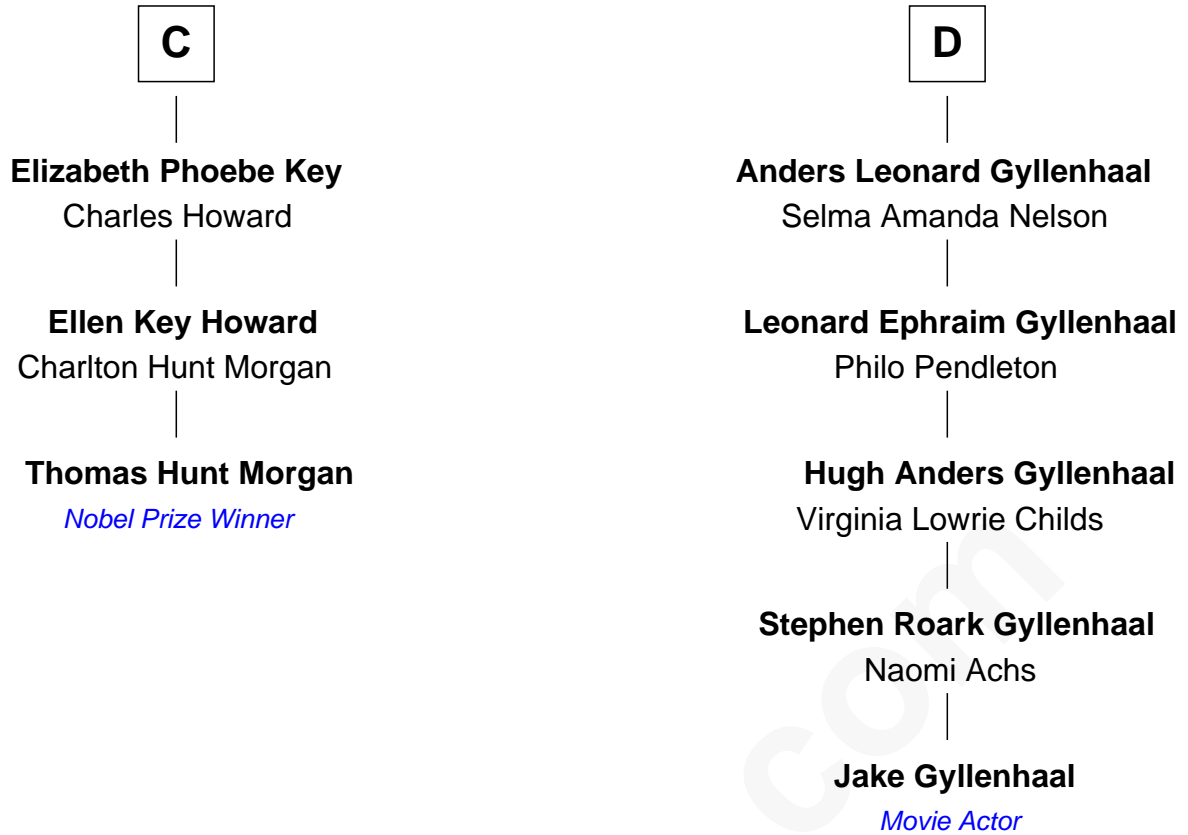 C
Elizabeth Phoebe Key
Charles Howard
Ellen Key Howard
Charlton Hunt Morgan
Thomas Hunt Morgan
Nobel Prize Winner
D
Anders Leonard Gyllenhaal
Selma Amanda Nelson
Leonard Ephraim Gyllenhaal
Philo Pendleton
Hugh Anders Gyllenhaal
Virginia Lowrie Childs
Stephen Roark Gyllenhaal
Naomi Achs
Jake Gyllenhaal
Movie Actor
com